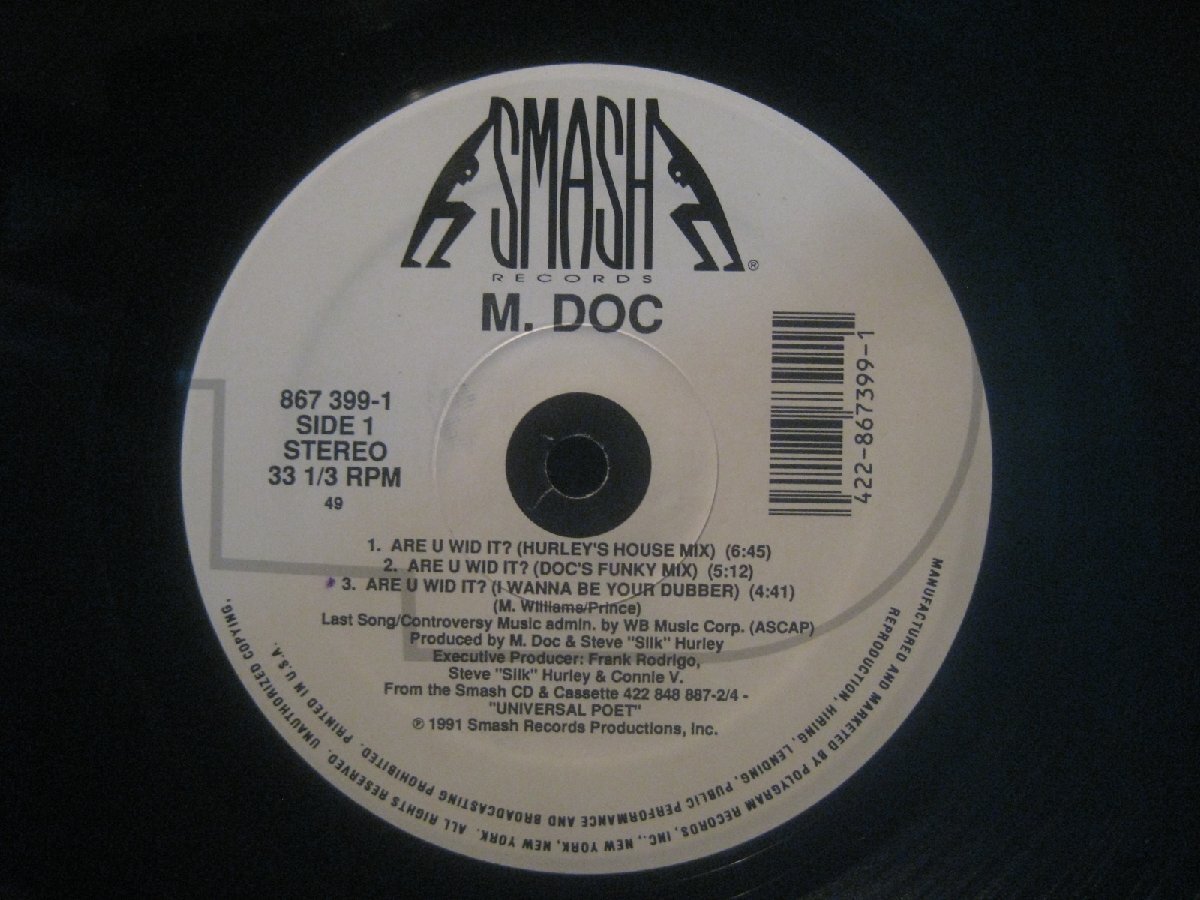 SMASH
RECORDS
®
M. DOC
867 399-1
SIDE 1
STEREO
33 1/3 RPM
49
422-867399-1
1. ARE U WID IT? (HURLEY'S HOUSE MIX) (6:45)
2. ARE U WID IT? (DOC'S FUNKY MIX) (5:12)
3. ARE U WID IT? (I WANNA BE YOUR DUBBER) (4:41)
(M. Williams/Prince)
Last Song/Controversy Music admin. by WB Music Corp. (ASCAP)
Produced by M. Doc & Steve "Silk" Hurley
Executive Producer: Frank Rodrigo,
Steve "Silk" Hurley & Connie V.
From the Smash CD & Cassette 422 848 887-2/4 -
"UNIVERSAL POET"
℗ 1991 Smash Records Productions, Inc.
MANUFACTURED AND MARKETED BY POLYGRAM RECORDS, INC., NEW YORK, NEW YORK. ALL RIGHTS RESERVED. UNAUTHORIZED COPYING,
REPRODUCTION, HIRING, LENDING, PUBLIC PERFORMANCE AND BROADCASTING PROHIBITED. PRINTED IN U.S.A.